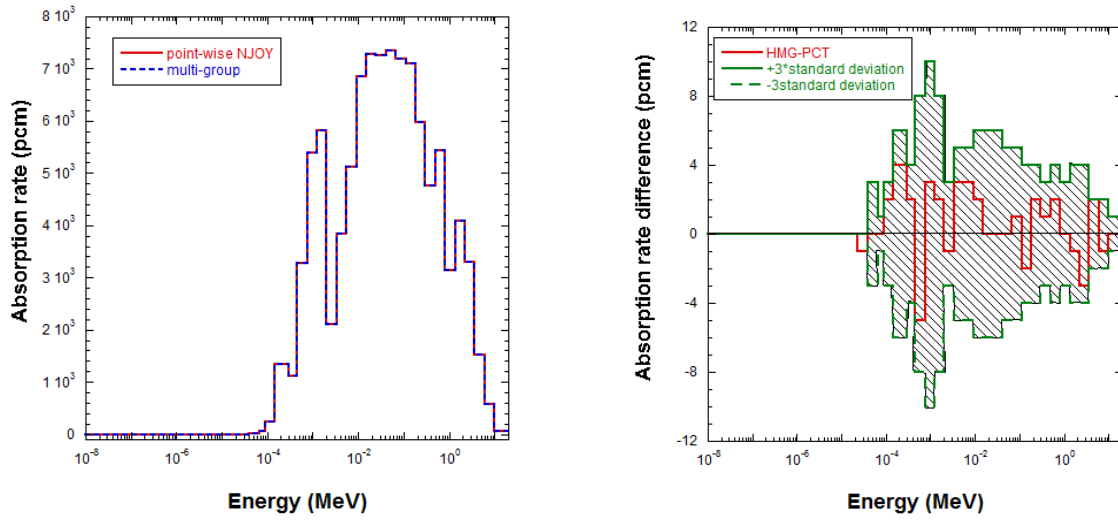 Absorption rate (pcm)
8 10³
7 10³
6 10³
5 10³
4 10³
3 10³
2 10³
1 10³
0
point-wise NJOY
multi-group
10⁻⁸
10⁻⁶
10⁻⁴
10⁻²
10⁰
Energy (MeV)
Absorption rate difference (pcm)
12
8
4
0
-4
-8
-12
HMG-PCT
+3*standard deviation
-3standard deviation
10⁻⁸
10⁻⁶
10⁻⁴
10⁻²
10⁰
Energy (MeV)